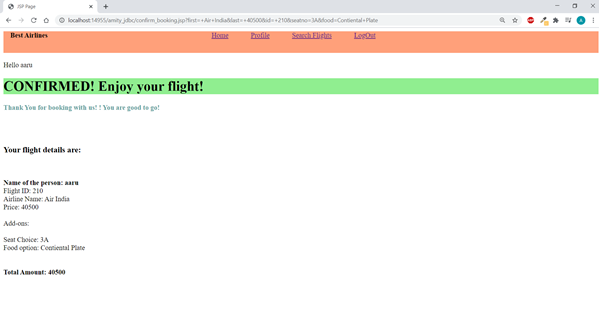 JSP Page
localhost:14955/amity_jdbc/confirm_booking.jsp?first=+Air+India&last=+40500&id=+210&seatno=3A&food=Contiental+Plate
Best Airlines Home Profile Search Flights LogOut
Hello aaru
CONFIRMED! Enjoy your flight!
Thank You for booking with us! ! You are good to go!
Your flight details are:
Name of the person: aaru
Flight ID: 210
Airline Name: Air India
Price: 40500
Add-ons:
Seat Choice: 3A
Food option: Contiental Plate
Total Amount: 40500